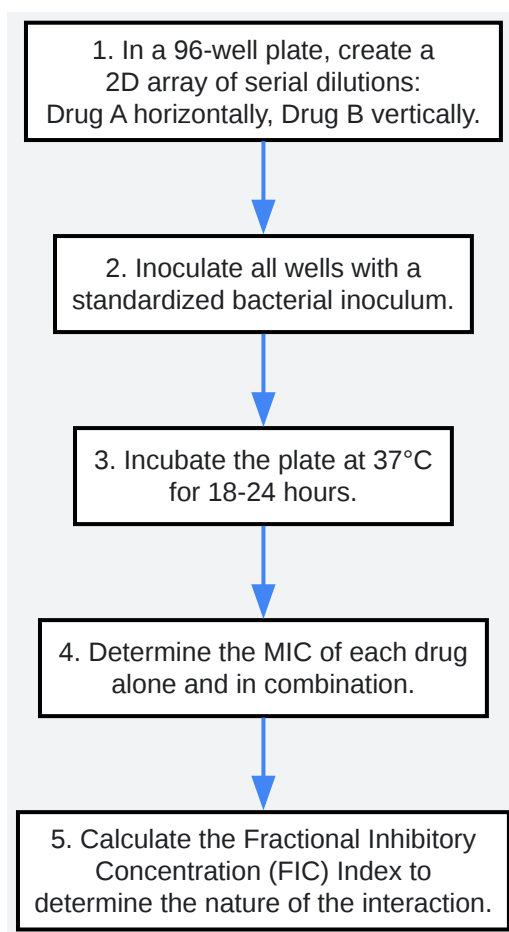 1. In a 96-well plate, create a
2D array of serial dilutions:
Drug A horizontally, Drug B vertically.
2. Inoculate all wells with a
standardized bacterial inoculum.
3. Incubate the plate at 37°C
for 18-24 hours.
4. Determine the MIC of each drug
alone and in combination.
5. Calculate the Fractional Inhibitory
Concentration (FIC) Index to
determine the nature of the interaction.